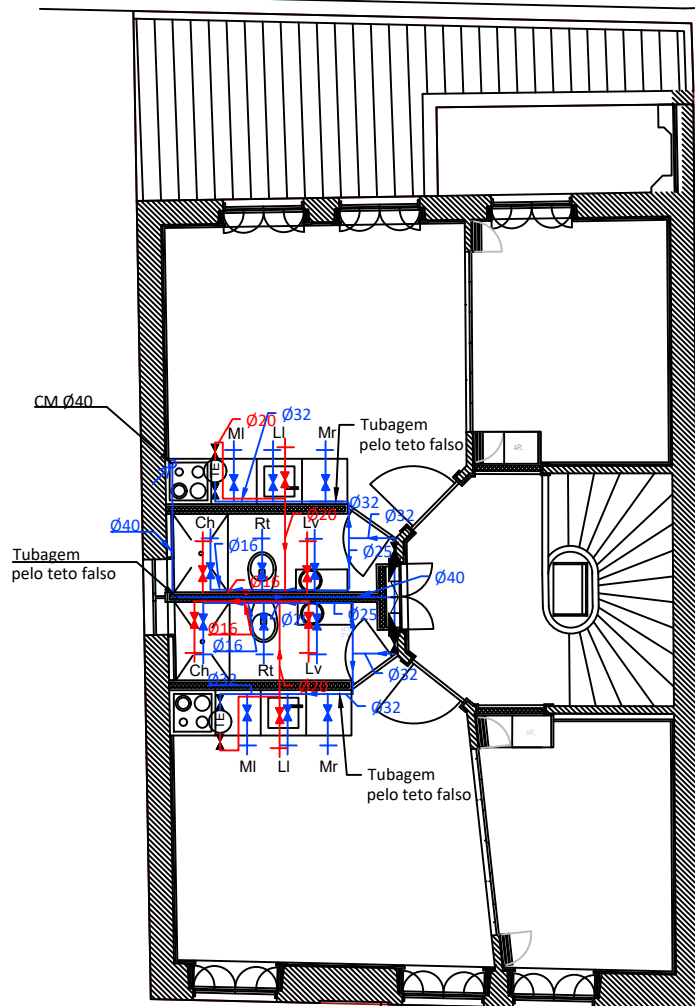 CM Ø40
Ø20
Ø32
Tubagem
pelo teto falso
Ml
Ll
Mr
TE
AR.
Ø32
Ø32
Ø20
Ch
Rt
Lv
Ø40
Ø16
Ø25
Tubagem
pelo teto falso
Ø16
Ø40
Ø25
Ø16
Ø16
Ch
Rt
Lv
Ø32
Ø20
Ø32
Ø32
TE
AR.
Ml
Ll
Mr
Tubagem
pelo teto falso